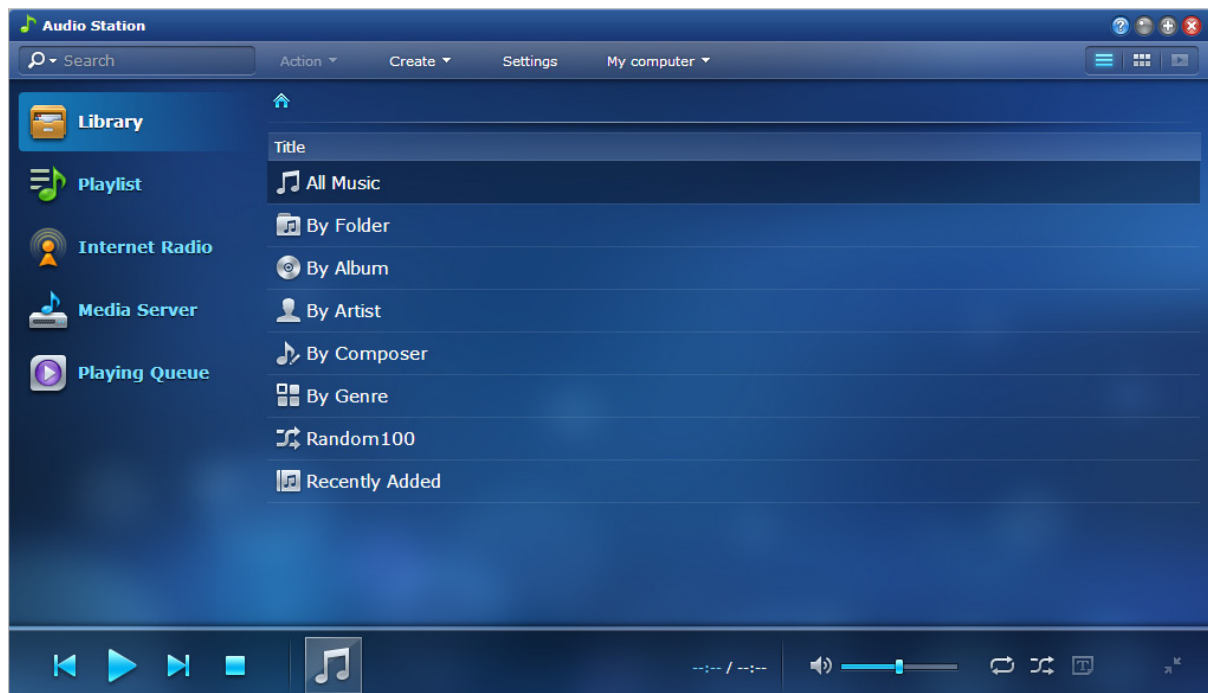 Audio Station
Search
Action Create Settings My computer
Library
Playlist
Internet Radio
Media Server
Playing Queue
Title
All Music
By Folder
By Album
By Artist
By Composer
By Genre
Random100
Recently Added
--:-- / --:--